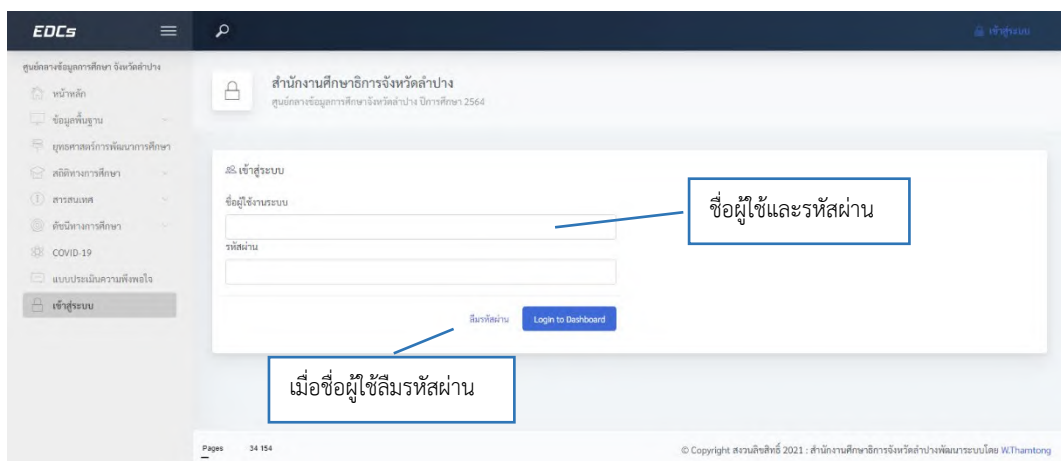 EDCs
เข้าสู่ระบบ
ศูนย์กลางข้อมูลการศึกษา จังหวัดลำปาง
หน้าหลัก
ข้อมูลพื้นฐาน
ยุทธศาสตร์การพัฒนาการศึกษา
สถิติทางการศึกษา
สารสนเทศ
ดัชนีทางการศึกษา
COVID-19
แบบประเมินความพึงพอใจ
เข้าสู่ระบบ
สำนักงานศึกษาธิการจังหวัดลำปาง
ศูนย์กลางข้อมูลการศึกษาจังหวัดลำปาง ปีการศึกษา 2564
เข้าสู่ระบบ
ชื่อผู้ใช้งานระบบ
ชื่อผู้ใช้และรหัสผ่าน
รหัสผ่าน
ลืมรหัสผ่าน Login to Dashboard
เมื่อชื่อผู้ใช้ลืมรหัสผ่าน
Pages 34 154
© Copyright สงวนลิขสิทธิ์ 2021 : สำนักงานศึกษาธิการจังหวัดลำปางพัฒนาระบบโดย W.Thamtong